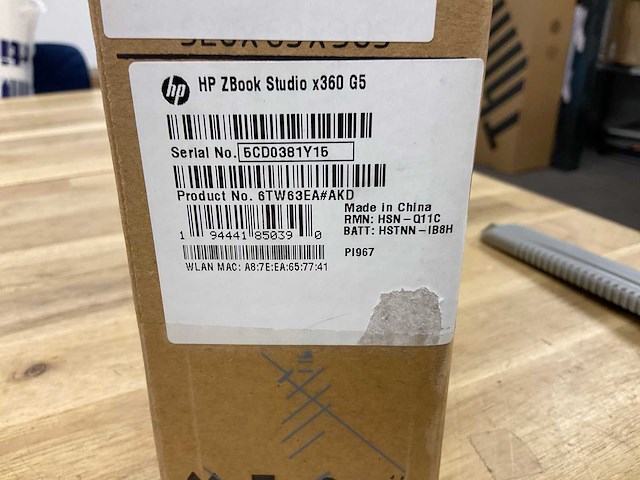 hp HP ZBook Studio x360 G5
Serial No. 5CD0381Y15
Product No. 6TW63EA#AKD
1 94441 85039 0
Made in China
RMN: HSN-Q11C
BATT: HSTNN-IB8H
PI967
WLAN MAC: A8:7E:EA:65:77:41